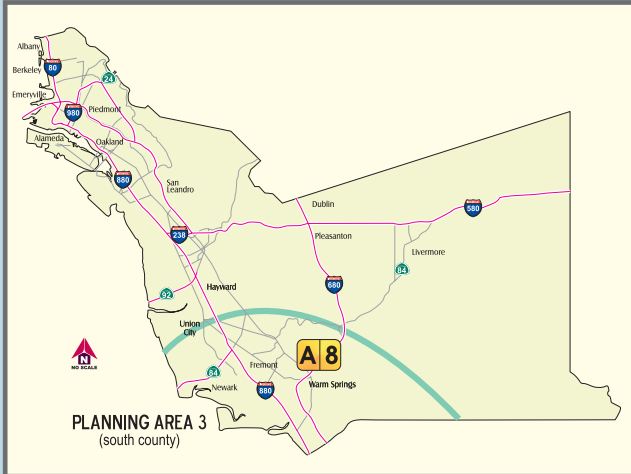 Albany
80
Berkeley
24
Emeryville
980
Piedmont
Alameda
Oakland
880
San
Leandro
Dublin
580
238
Pleasanton
Livermore
84
680
92
Hayward
Union
City
N
NO SCALE
A 8
84
Fremont
Newark
880
Warm Springs
PLANNING AREA 3
(south county)